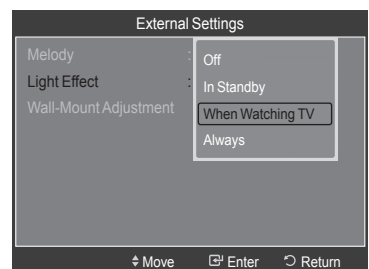 External Settings
Melody :
Light Effect :
Wall-Mount Adjustment
Off
In Standby
When Watching TV
Always
Move Enter Return